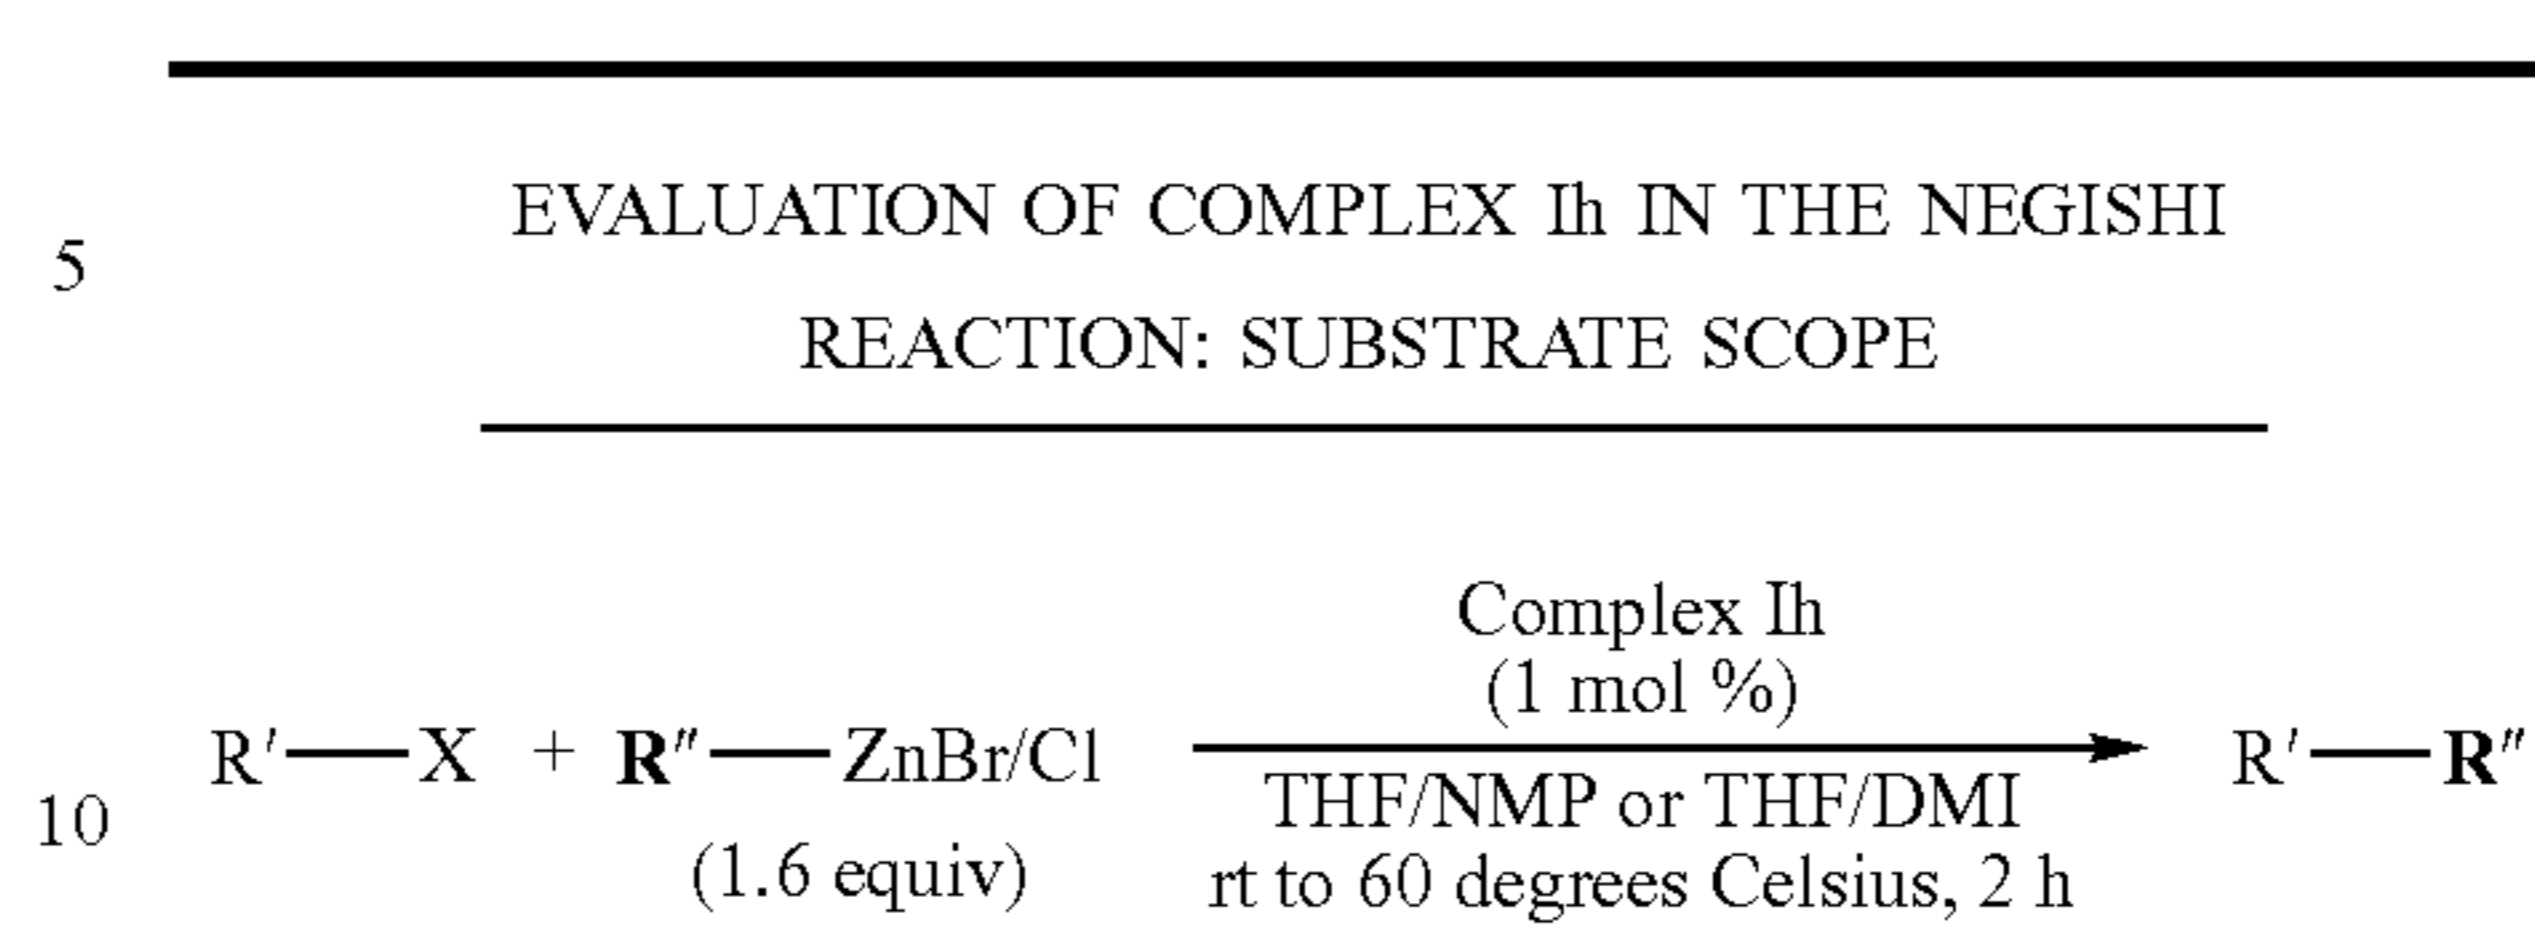 EVALUATION OF COMPLEX Ih IN THE NEGISHI
5
REACTION: SUBSTRATE SCOPE
Complex Ih
(1 mol %)
R′—X + R″—ZnBr/Cl R′—R″
THF/NMP or THF/DMI
10
(1.6 equiv) rt to 60 degrees Celsius, 2 h